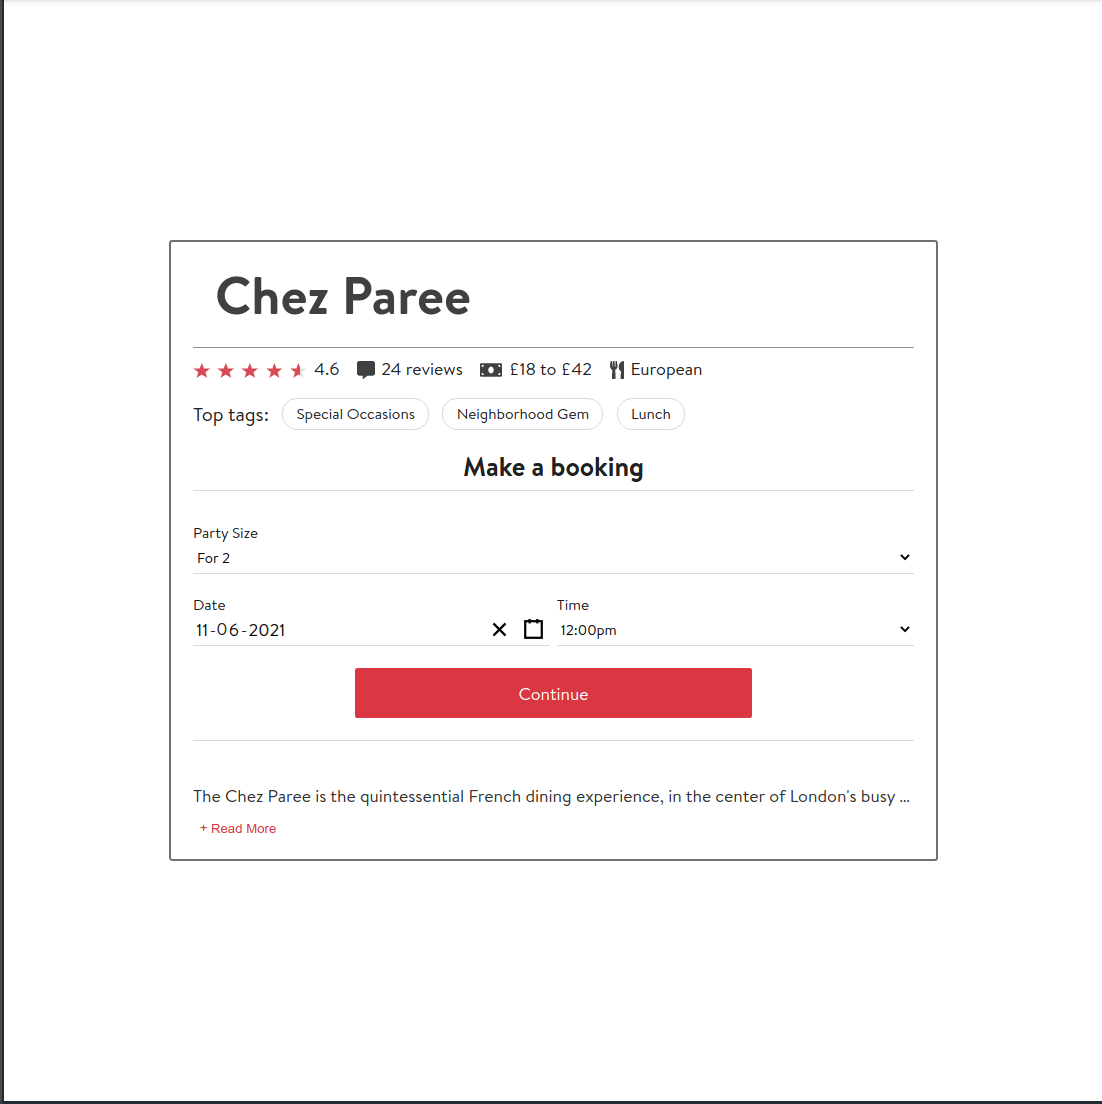 Chez Paree
4.6 24 reviews £18 to £42 European
Top tags: Special Occasions Neighborhood Gem Lunch
Make a booking
Party Size
For 2
Date Time
11-06-2021 12:00pm
Continue
The Chez Paree is the quintessential French dining experience, in the center of London's busy ...
+ Read More